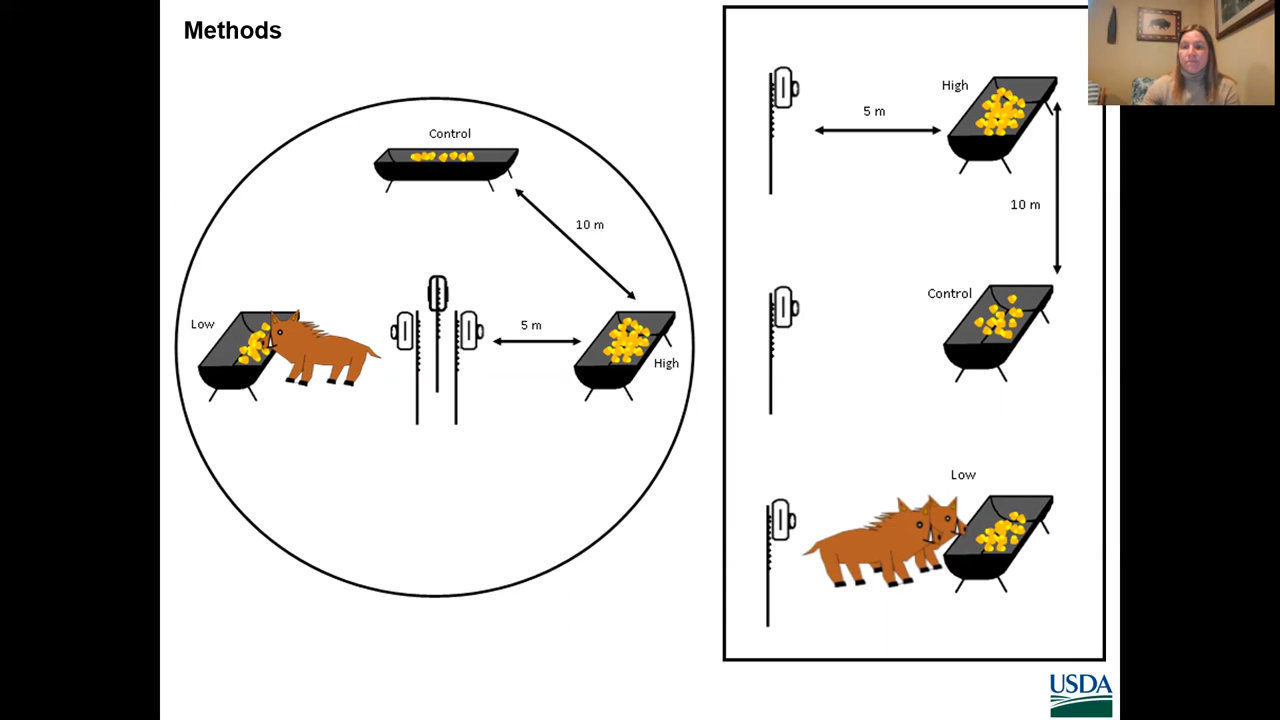 Methods
Control
10 m
Low
5 m
High
High
5 m
10 m
Control
Low
USDA